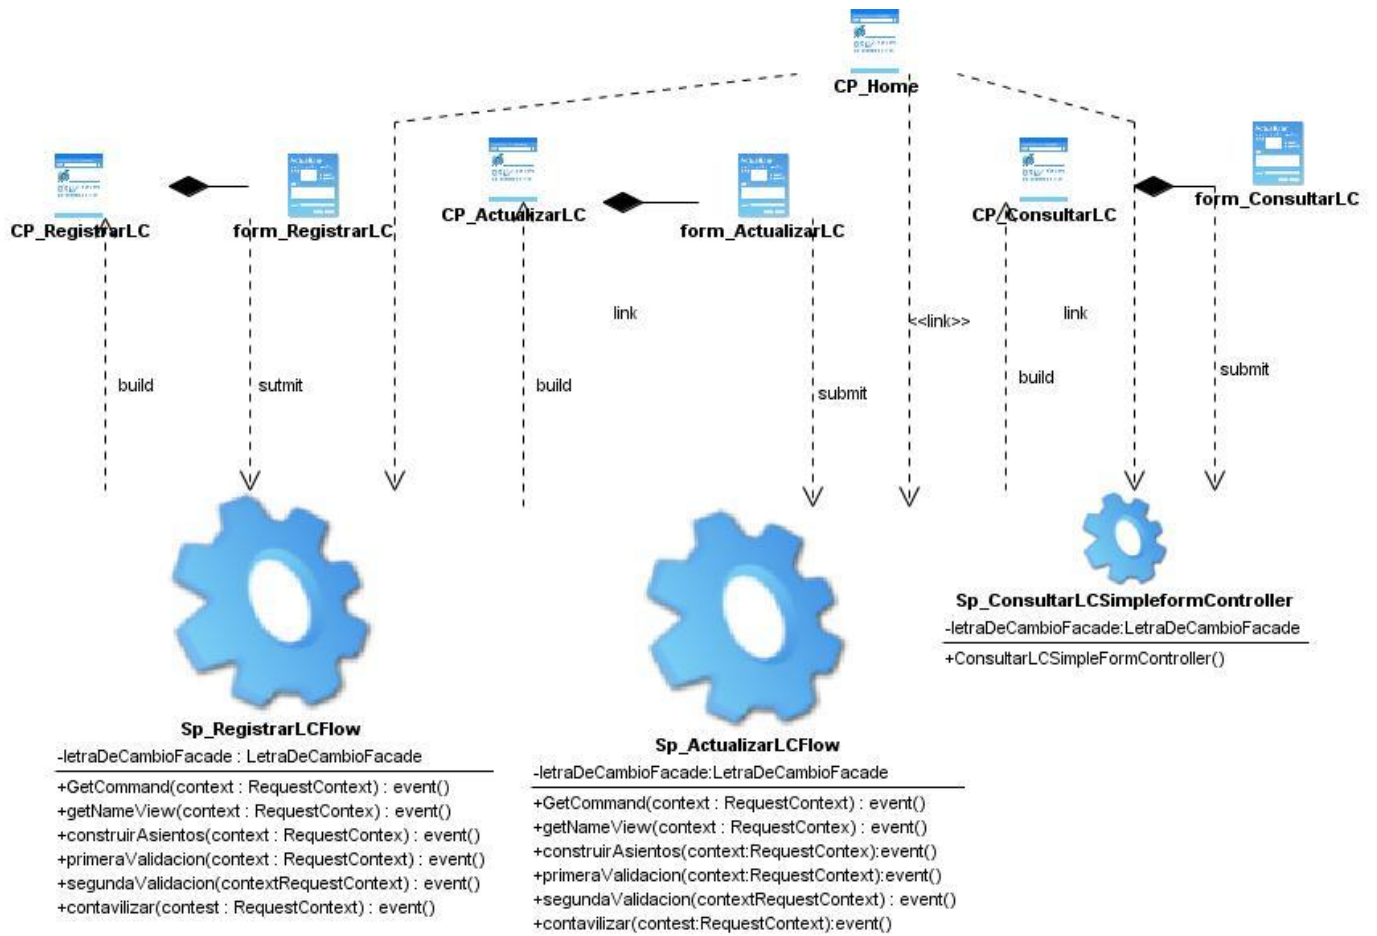 CP_Home
CP_RegistrarLC
form_RegistrarLC
CP_ActualizarLC
form_ActualizarLC
CP_ConsultarLC
form_ConsultarLC
link
<<link>>
link
build
sutmit
build
submit
build
submit
Sp_RegistrarLCFlow
-letraDeCambioFacade : LetraDeCambioFacade
+GetCommand(context : RequestContext) : event()
+getNameView(context : RequestContex) : event()
+construirAsientos(context : RequestContex) : event()
+primeraValidacion(context : RequestContext) : event()
+segundaValidacion(contextRequestContext) : event()
+contavilizar(contest : RequestContext) : event()
Sp_ActualizarLCFlow
-letraDeCambioFacade:LetraDeCambioFacade
+GetCommand(context : RequestContext) : event()
+getNameView(context : RequestContex) : event()
+construirAsientos(context:RequestContex):event()
+primeraValidacion(context:RequestContext):event()
+segundaValidacion(contextRequestContext) : event()
+contavilizar(contest:RequestContext):event()
Sp_ConsultarLCSimpleformController
-letraDeCambioFacade:LetraDeCambioFacade
+ConsultarLCSimpleFormController()